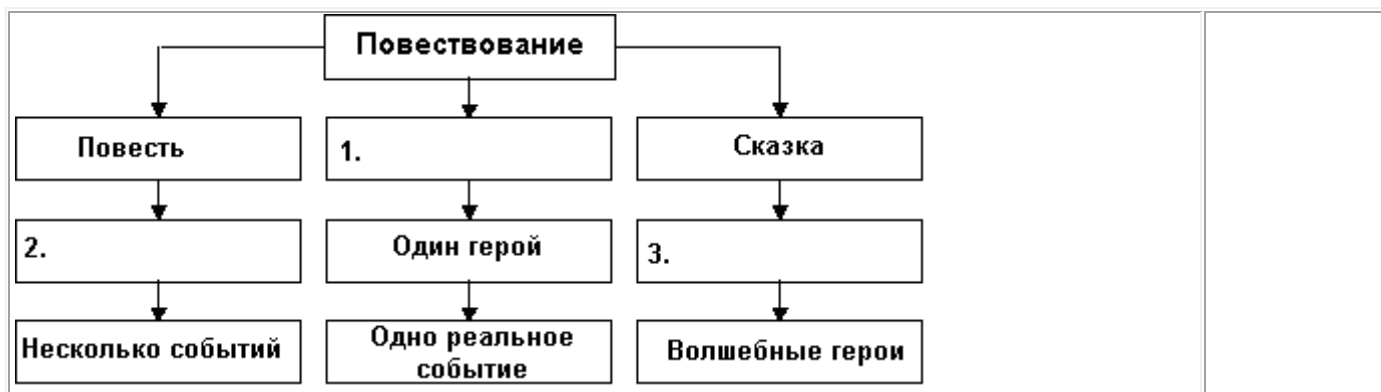 Повествование
Повесть
1.
Сказка
2.
Один герой
3.
Несколько событий
Одно реальное
событие
Волшебные герои